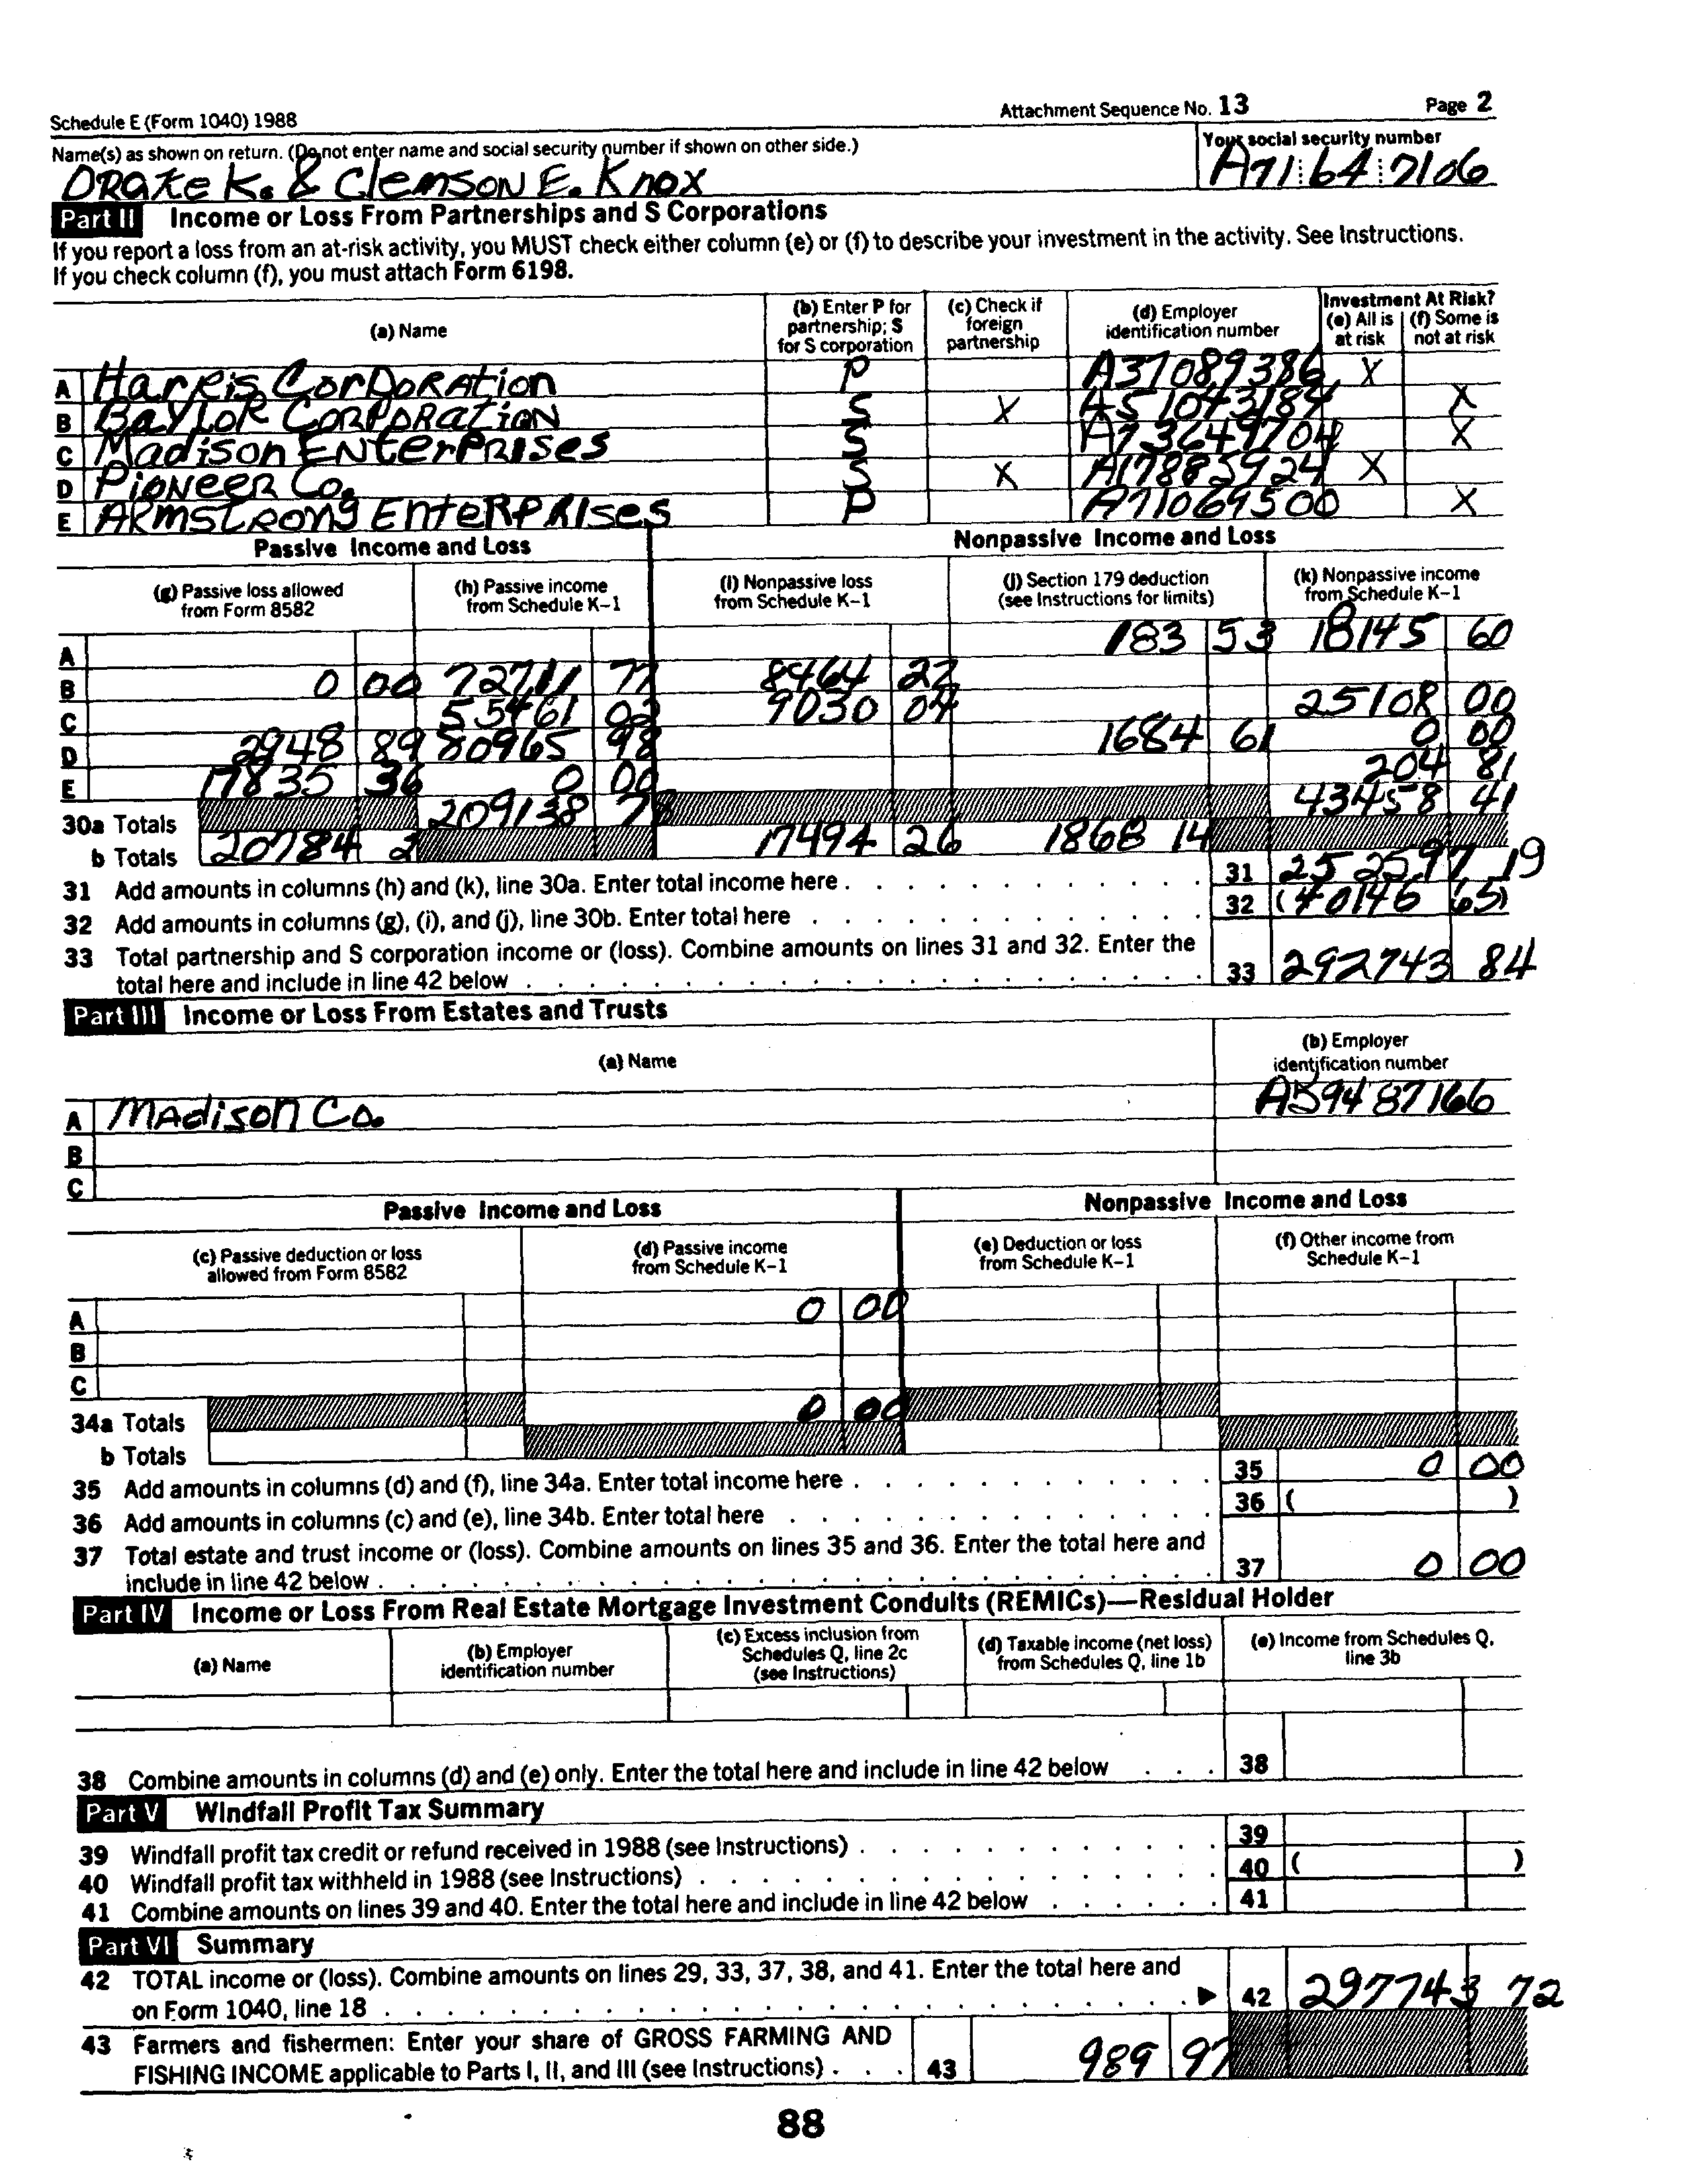 Schedule E (Form 1040) 1988 Attachment Sequence No. 13 Page 2
Name(s) as shown on return. (Do not enter name and social security number if shown on other side.) Your social security number
DRake K. & Clemson E. Knox A71 64 7106
Part II Income or Loss From Partnerships and S Corporations
If you report a loss from an at-risk activity, you MUST check either column (e) or (f) to describe your investment in the activity. See Instructions.
If you check column (f), you must attach Form 6198.
(a) Name (b) Enter P for partnership; S for S corporation (c) Check if foreign partnership (d) Employer identification number Investment At Risk? (e) All is at risk (f) Some is not at risk
A Harris Corporation P A37089386 X
B Baylor Corporation S X A51043184 X
C Madison Enterprises S A73649704 X
D Pioneer Co. S X A17885924 X
E Armstrong Enterprises P A71069500 X
Passive Income and Loss Nonpassive Income and Loss
(g) Passive loss allowed from Form 8582 (h) Passive income from Schedule K-1 (i) Nonpassive loss from Schedule K-1 (j) Section 179 deduction (see Instructions for limits) (k) Nonpassive income from Schedule K-1
A 183 53 18145 60
B 0 00 72711 77 8464 22
C 55461 02 9030 04 25108 00
D 2948 89 80965 98 1684 61 0 00
E 17835 36 0 00 204 81
30a Totals 209138 78 43458 41
b Totals 20784 2 17494 26 1868 14
31 Add amounts in columns (h) and (k), line 30a. Enter total income here 31 252597 19
32 Add amounts in columns (g), (i), and (j), line 30b. Enter total here 32 (40146 65)
33 Total partnership and S corporation income or (loss). Combine amounts on lines 31 and 32. Enter the
total here and include in line 42 below 33 292743 84
Part III Income or Loss From Estates and Trusts
(a) Name (b) Employer identification number
A Madison Co. A59487166
B
C
Passive Income and Loss Nonpassive Income and Loss
(c) Passive deduction or loss allowed from Form 8582 (d) Passive income from Schedule K-1 (e) Deduction or loss from Schedule K-1 (f) Other income from Schedule K-1
A 0 00
B
C
34a Totals 0 00
b Totals
35 Add amounts in columns (d) and (f), line 34a. Enter total income here 35 0 00
36 Add amounts in columns (c) and (e), line 34b. Enter total here 36 ( )
37 Total estate and trust income or (loss). Combine amounts on lines 35 and 36. Enter the total here and
include in line 42 below 37 0 00
Part IV Income or Loss From Real Estate Mortgage Investment Conduits (REMICs)—Residual Holder
(a) Name (b) Employer identification number (c) Excess inclusion from Schedules Q, line 2c (see Instructions) (d) Taxable income (net loss) from Schedules Q, line 1b (e) Income from Schedules Q, line 3b
38 Combine amounts in columns (d) and (e) only. Enter the total here and include in line 42 below 38
Part V Windfall Profit Tax Summary
39 Windfall profit tax credit or refund received in 1988 (see Instructions) 39
40 Windfall profit tax withheld in 1988 (see Instructions) 40 ( )
41 Combine amounts on lines 39 and 40. Enter the total here and include in line 42 below 41
Part VI Summary
42 TOTAL income or (loss). Combine amounts on lines 29, 33, 37, 38, and 41. Enter the total here and
on Form 1040, line 18 ▶ 42 297743 72
43 Farmers and fishermen: Enter your share of GROSS FARMING AND
FISHING INCOME applicable to Parts I, II, and III (see Instructions) 43 989 97
88